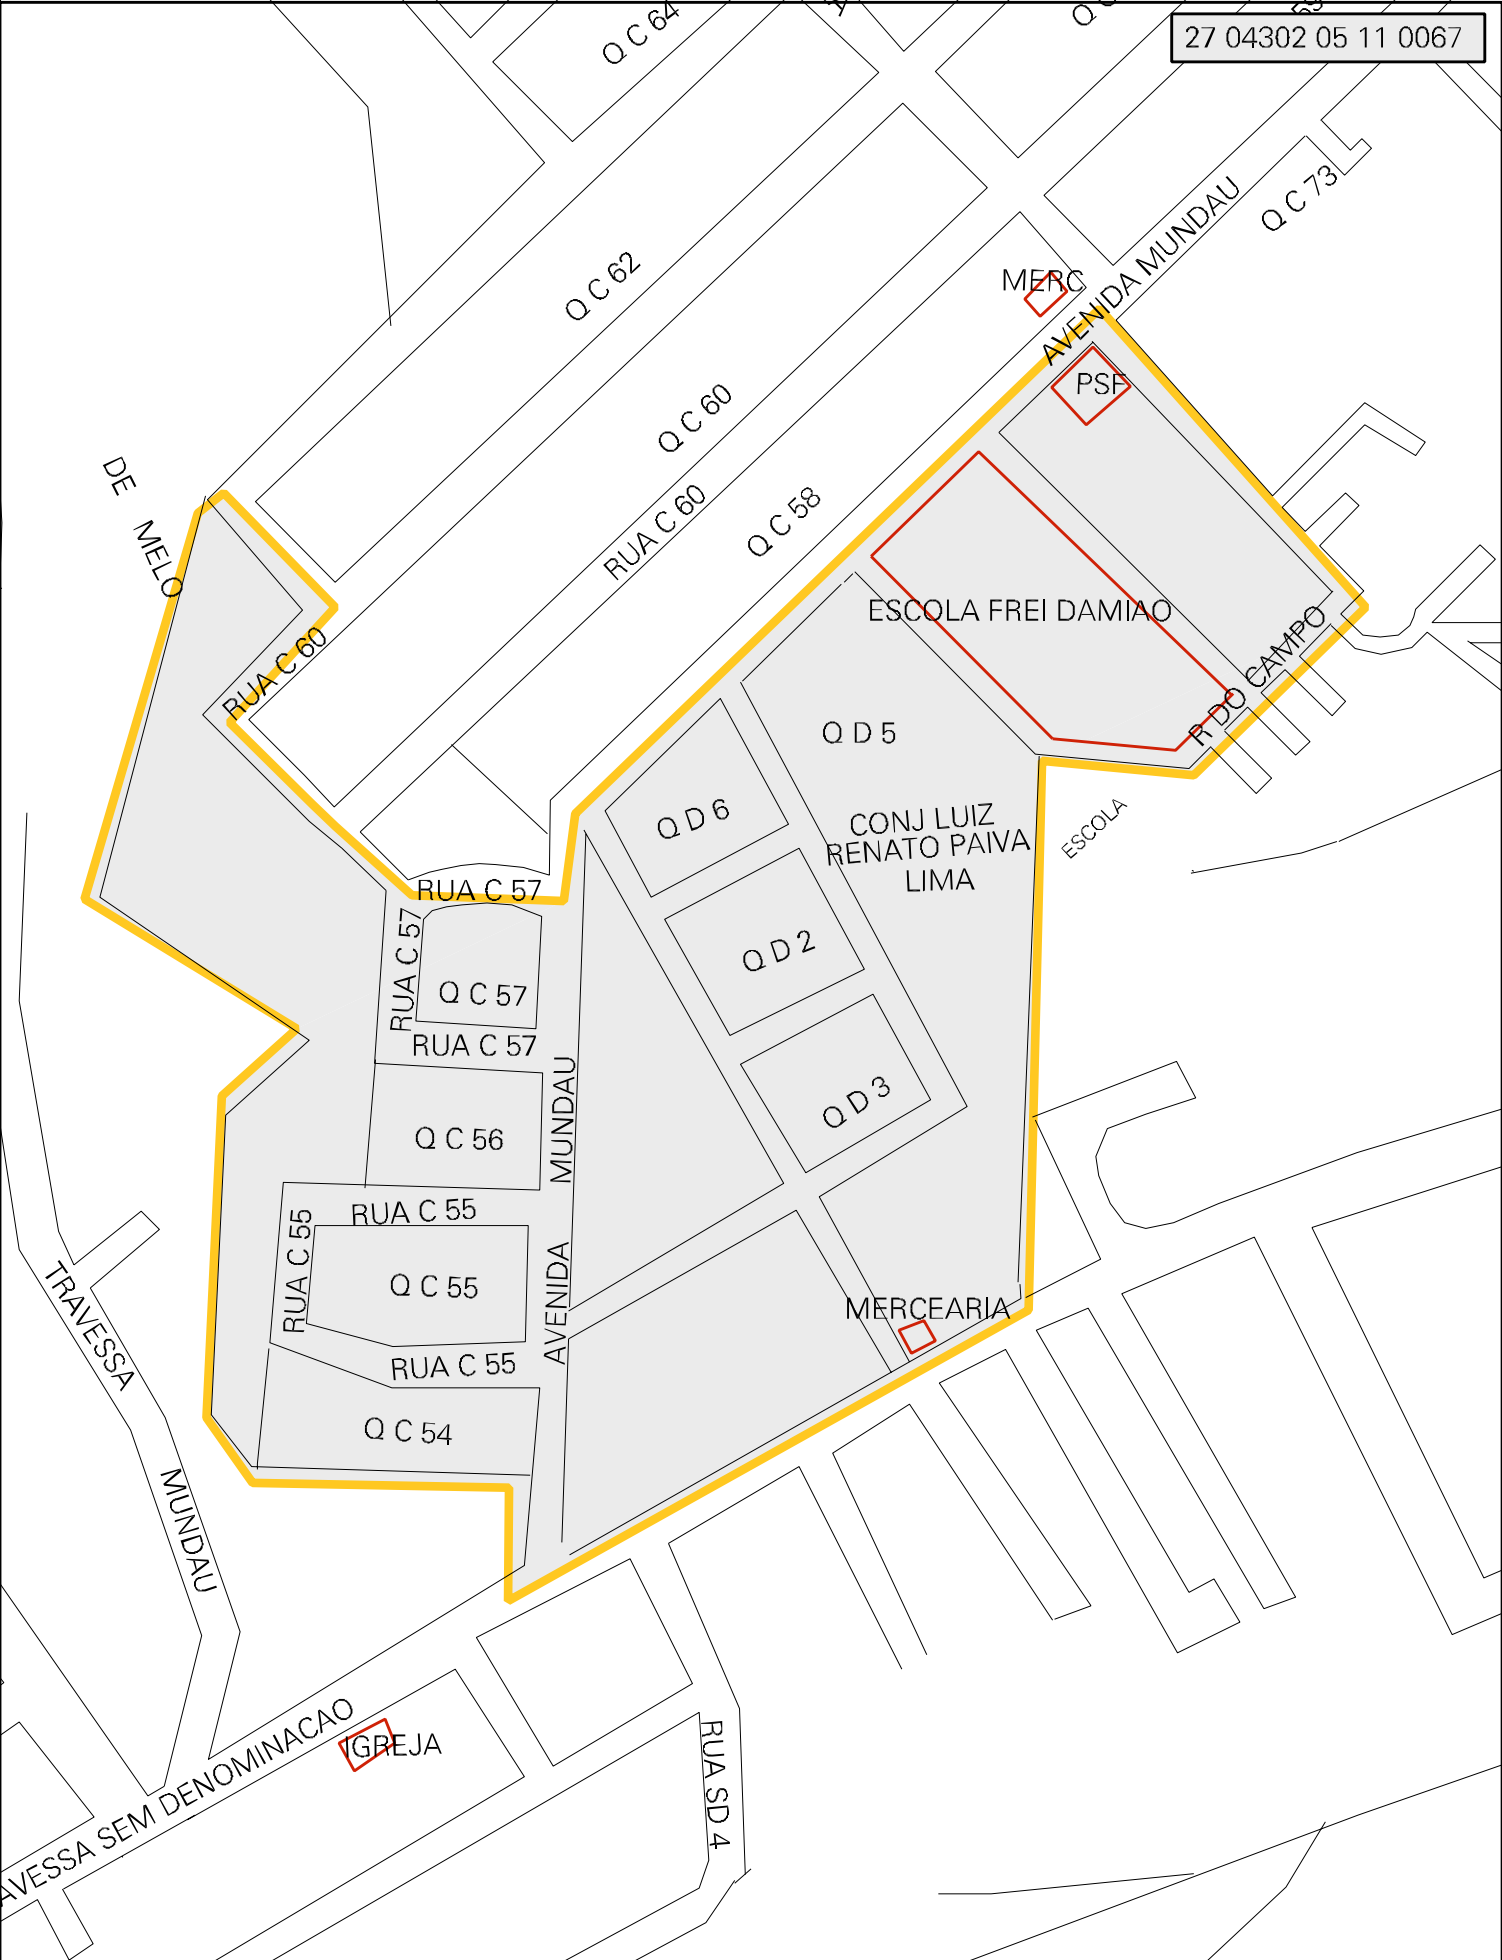 Q C 64
27 04302 05 11 0067
Q C 73
Q C 62
MERC
AVENIDA MUNDAU
PSF
Q C 60
DE MELO
RUA C 60
Q C 58
ESCOLA FREI DAMIAO
RUA C 60
R DO CAMPO
Q D 5
Q D 6
CONJ LUIZ
RENATO PAIVA
LIMA
ESCOLA
RUA C 57
RUA C 57
Q D 2
Q C 57
RUA C 57
MUNDAU
Q D 3
Q C 56
RUA C 55
RUA C 55
Q C 55
AVENIDA
MERCEARIA
TRAVESSA
RUA C 55
Q C 54
MUNDAU
AVESSA SEM DENOMINACAO
IGREJA
RUA SD 4